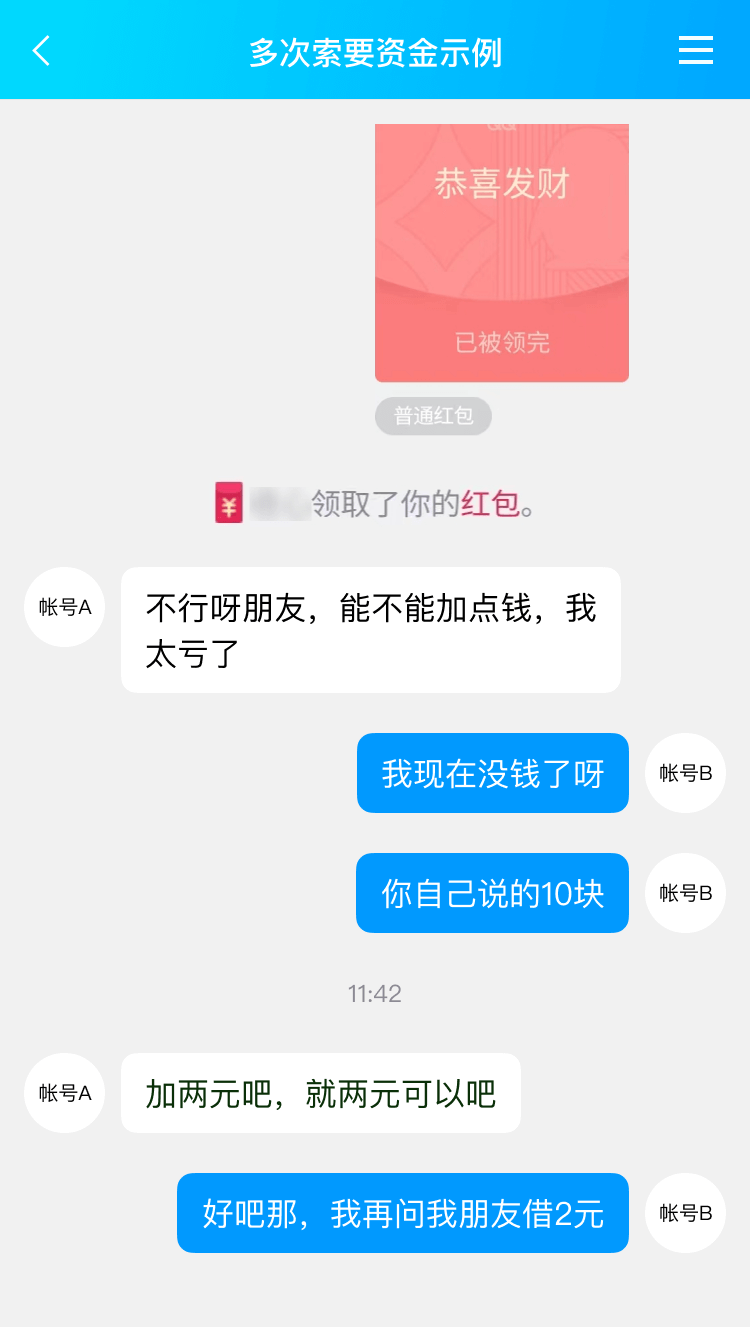 多次索要资金示例
恭喜发财
已被领完
普通红包
¥ 领取了你的红包。
帐号A
不行呀朋友，能不能加点钱，我
太亏了
我现在没钱了呀
帐号B
你自己说的10块
帐号B
11:42
帐号A
加两元吧，就两元可以吧
好吧那，我再问我朋友借2元
帐号B